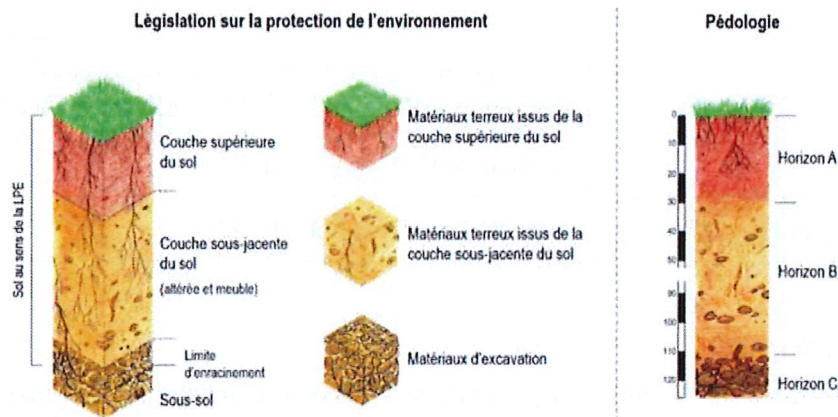 Lègislation sur la protection de l'environnement
Pédologie
Sol au sens de la LPE
Couche supérieure
du sol
Couche sous-jacente
du sol
(altérée et meuble)
Limite
d'enracinement
Sous-sol
Matériaux terreux issus de la
couche supérieure du sol
Matériaux terreux issus de la
couche sous-jacente du sol
Matériaux d'excavation
0
10
20
30
40
50
90
100
110
120
Horizon A
Horizon B
Horizon C